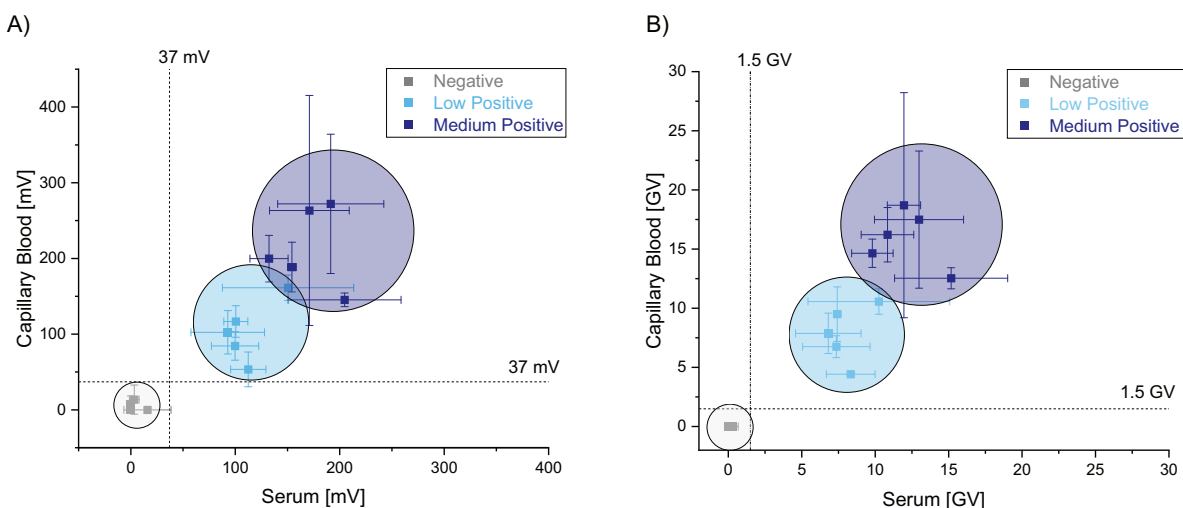 A)
37 mV
Negative
Low Positive
Medium Positive
400
300
200
100
0
Capillary Blood [mV]
37 mV
0
100
200
300
400
Serum [mV]
B)
1.5 GV
Negative
Low Positive
Medium Positive
30
25
20
15
10
5
0
Capillary Blood [GV]
1.5 GV
0
5
10
15
20
25
30
Serum [GV]